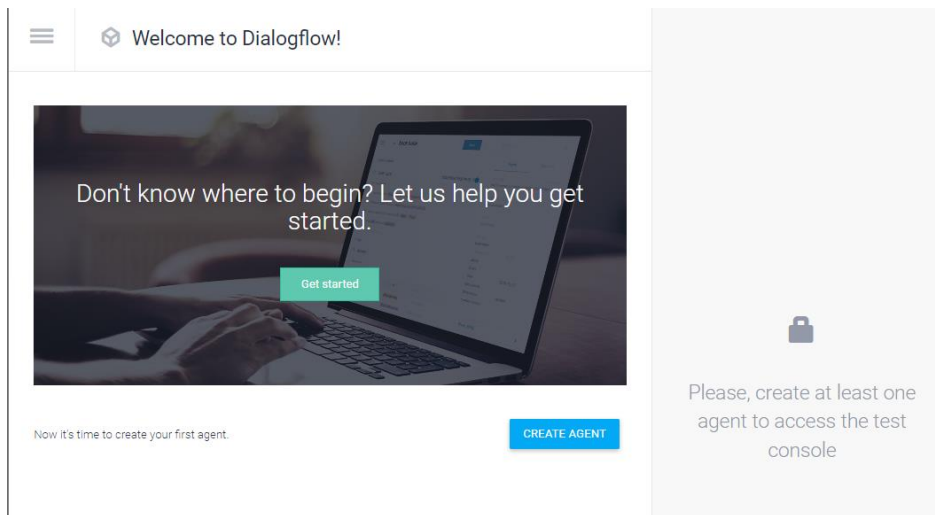 Welcome to Dialogflow!
Don't know where to begin? Let us help you get
started.
Get started
Now it's time to create your first agent.
CREATE AGENT
Please, create at least one
agent to access the test
console